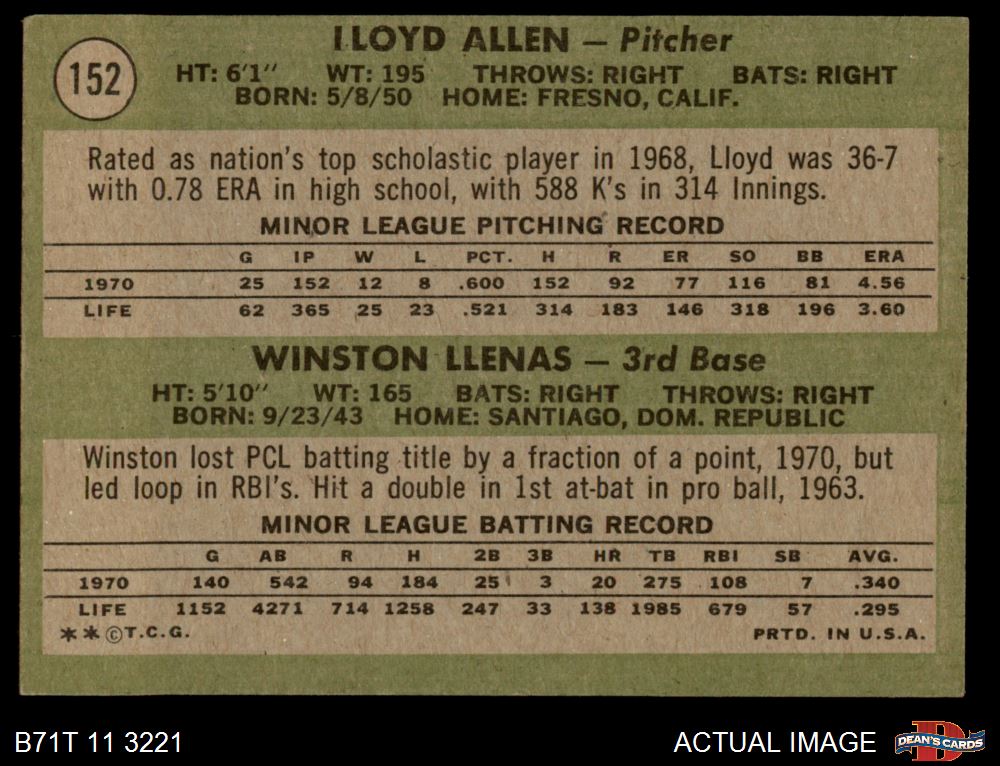 152
LLOYD ALLEN — Pitcher
HT: 6'1" WT: 195 THROWS: RIGHT BATS: RIGHT
BORN: 5/8/50 HOME: FRESNO, CALIF.
Rated as nation's top scholastic player in 1968, Lloyd was 36-7
with 0.78 ERA in high school, with 588 K's in 314 Innings.
MINOR LEAGUE PITCHING RECORD
G IP W L PCT. H R ER SO BB ERA
1970 25 152 12 8 .600 152 92 77 116 81 4.56
LIFE 62 365 25 23 .521 314 183 146 318 196 3.60
WINSTON LLENAS — 3rd Base
HT: 5'10" WT: 165 BATS: RIGHT THROWS: RIGHT
BORN: 9/23/43 HOME: SANTIAGO, DOM. REPUBLIC
Winston lost PCL batting title by a fraction of a point, 1970, but
led loop in RBI's. Hit a double in 1st at-bat in pro ball, 1963.
MINOR LEAGUE BATTING RECORD
G AB R H 2B 3B HR TB RBI SB AVG.
1970 140 542 94 184 25 3 20 275 108 7 .340
LIFE 1152 4271 714 1258 247 33 138 1985 679 57 .295
**©T.C.G. PRTD. IN U.S.A.
B71T 11 3221 ACTUAL IMAGE D DEAN'S CARDS